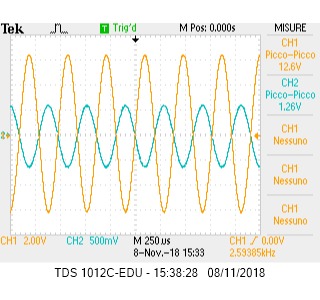 Tek T Trig'd M Pos: 0.000s MISURE
CH1
Picco-Picco
12.6V
CH2
Picco-Picco
1.26V
CH1
Nessuno
CH1
Nessuno
CH1
Nessuno
2
CH1 2.00V CH2 500mV M 250µs CH1 / 0.00V
8-Nov.-18 15:33 2.59385kHz
TDS 1012C-EDU - 15:38:28 08/11/2018